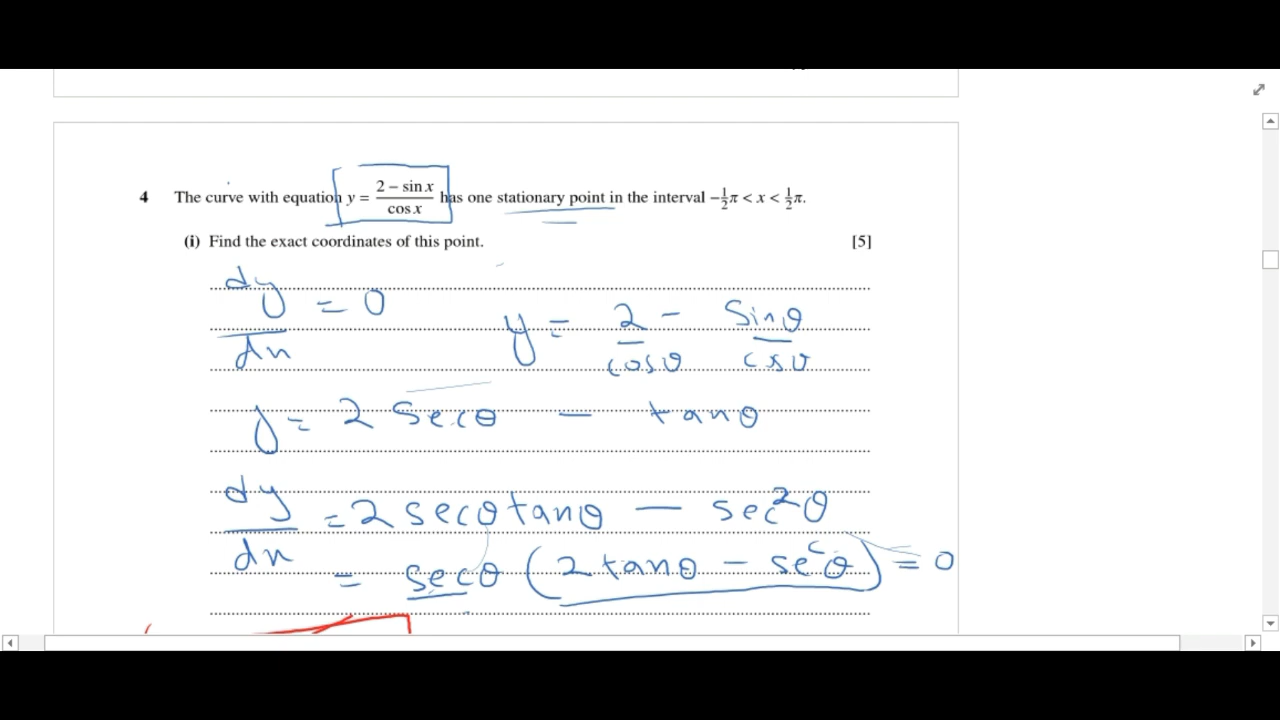 4 The curve with equation y = (2 − sin x)/(cos x) has one stationary point in the interval −½π < x < ½π.
(i) Find the exact coordinates of this point. [5]
dy/dx = 0
y = 2/cosθ − sinθ/cosθ
y = 2 secθ − tanθ
dy/dx = 2 secθ tanθ − sec²θ
= secθ (2 tanθ − secθ) = 0